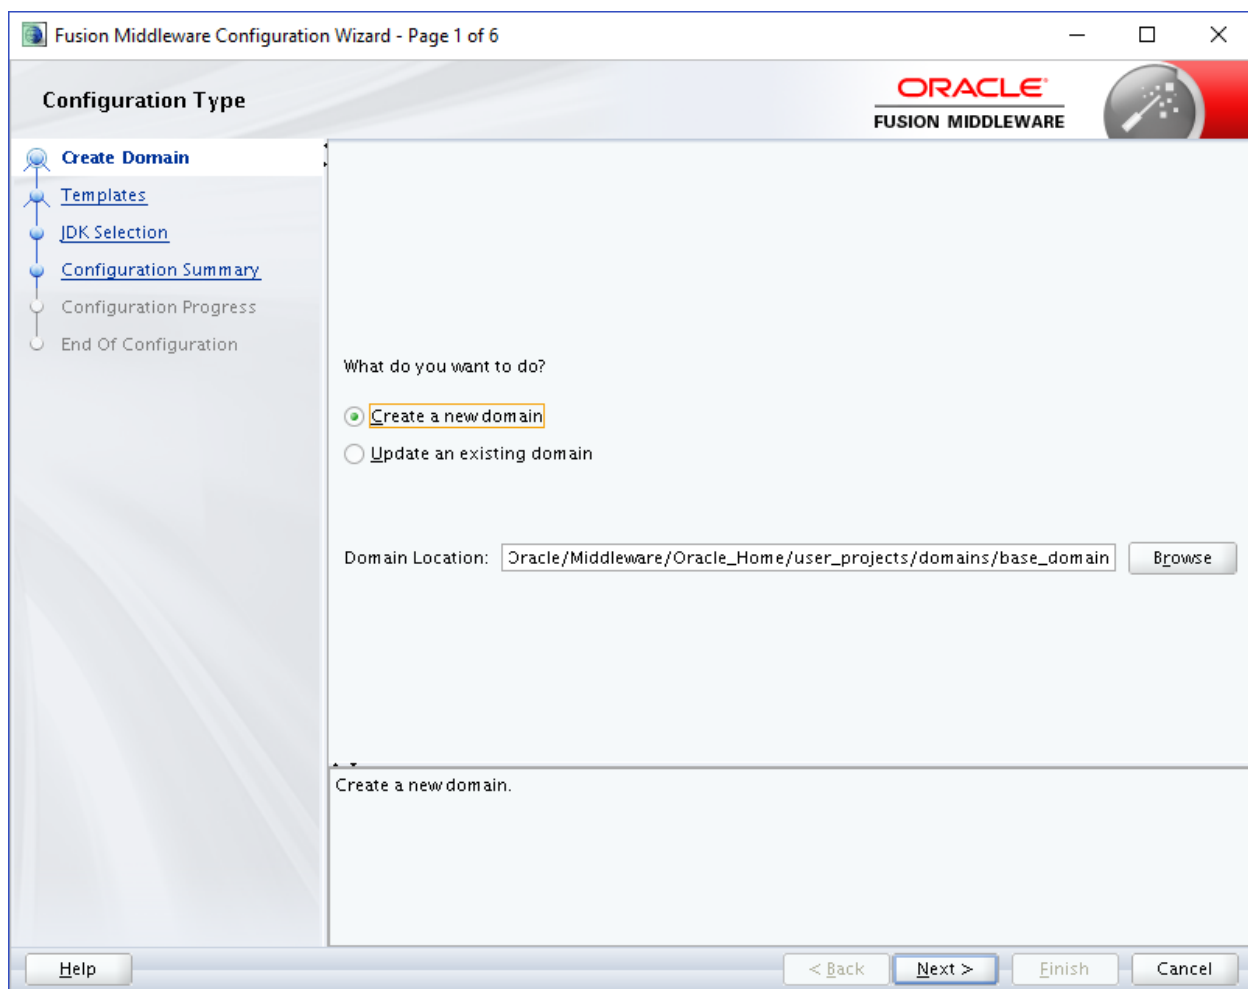 Fusion Middleware Configuration Wizard - Page 1 of 6
Configuration Type
ORACLE
FUSION MIDDLEWARE
Create Domain
Templates
JDK Selection
Configuration Summary
Configuration Progress
End Of Configuration
What do you want to do?
Create a new domain
Update an existing domain
Domain Location: Oracle/Middleware/Oracle_Home/user_projects/domains/base_domain Browse
Create a new domain.
Help < Back Next > Finish Cancel